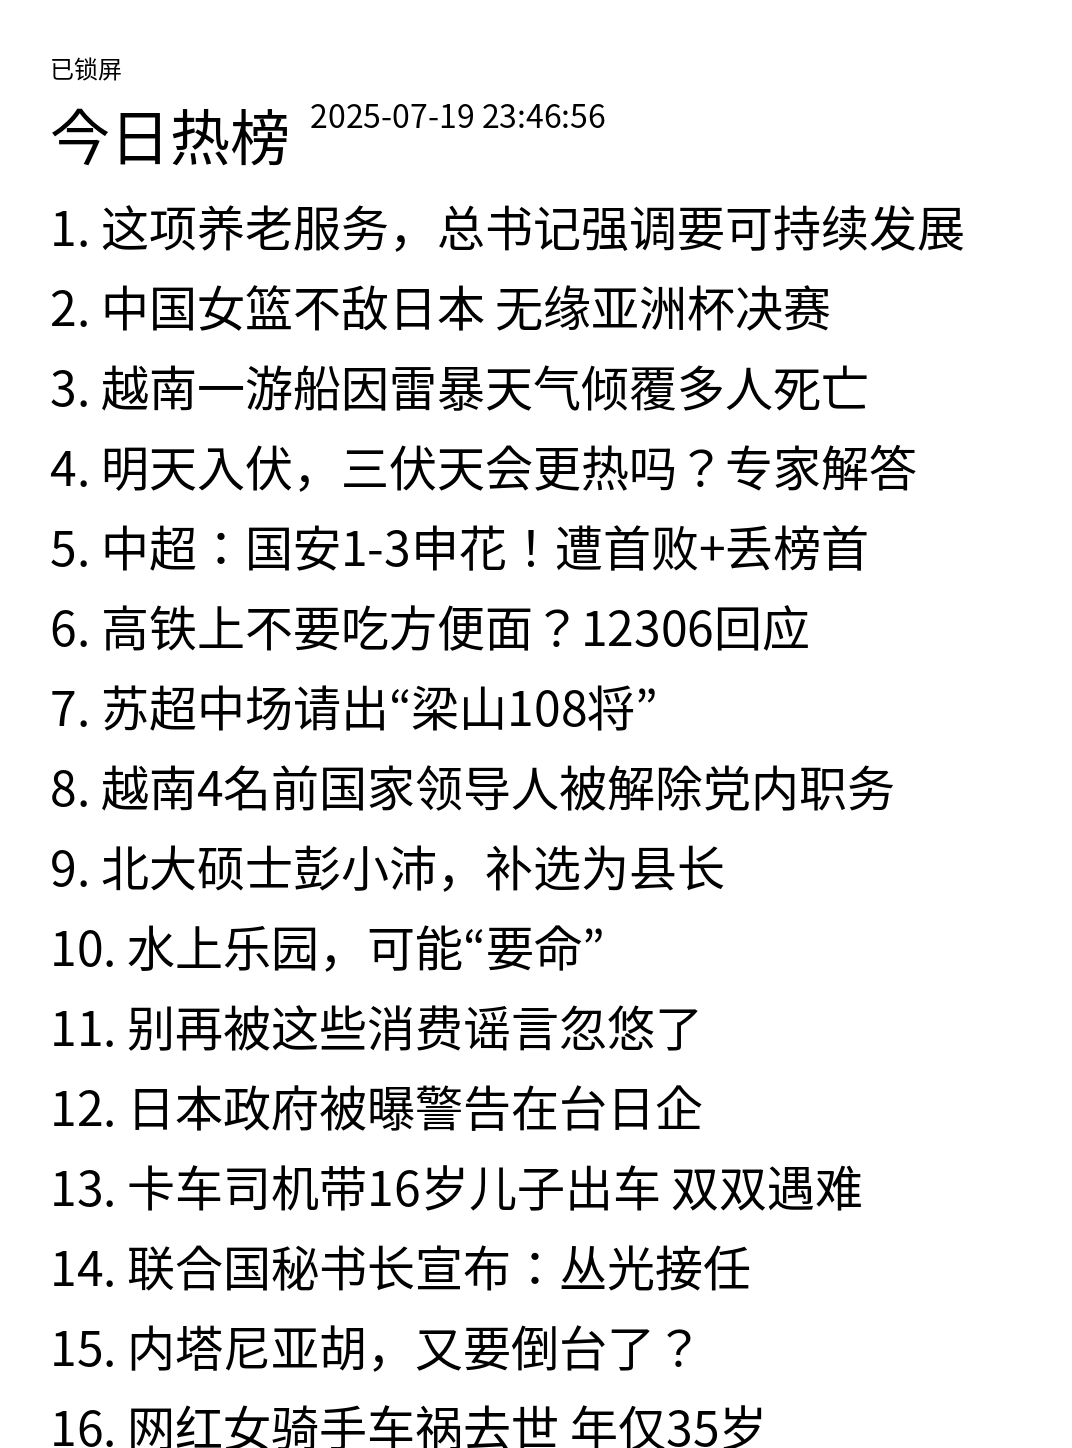 已锁屏
今日热榜 2025-07-19 23:46:56
1. 这项养老服务，总书记强调要可持续发展
2. 中国女篮不敌日本 无缘亚洲杯决赛
3. 越南一游船因雷暴天气倾覆多人死亡
4. 明天入伏，三伏天会更热吗？专家解答
5. 中超：国安1-3申花！遭首败+丢榜首
6. 高铁上不要吃方便面？12306回应
7. 苏超中场请出“梁山108将”
8. 越南4名前国家领导人被解除党内职务
9. 北大硕士彭小沛，补选为县长
10. 水上乐园，可能“要命”
11. 别再被这些消费谣言忽悠了
12. 日本政府被曝警告在台日企
13. 卡车司机带16岁儿子出车 双双遇难
14. 联合国秘书长宣布：丛光接任
15. 内塔尼亚胡，又要倒台了？
16. 网红女骑手车祸去世 年仅35岁